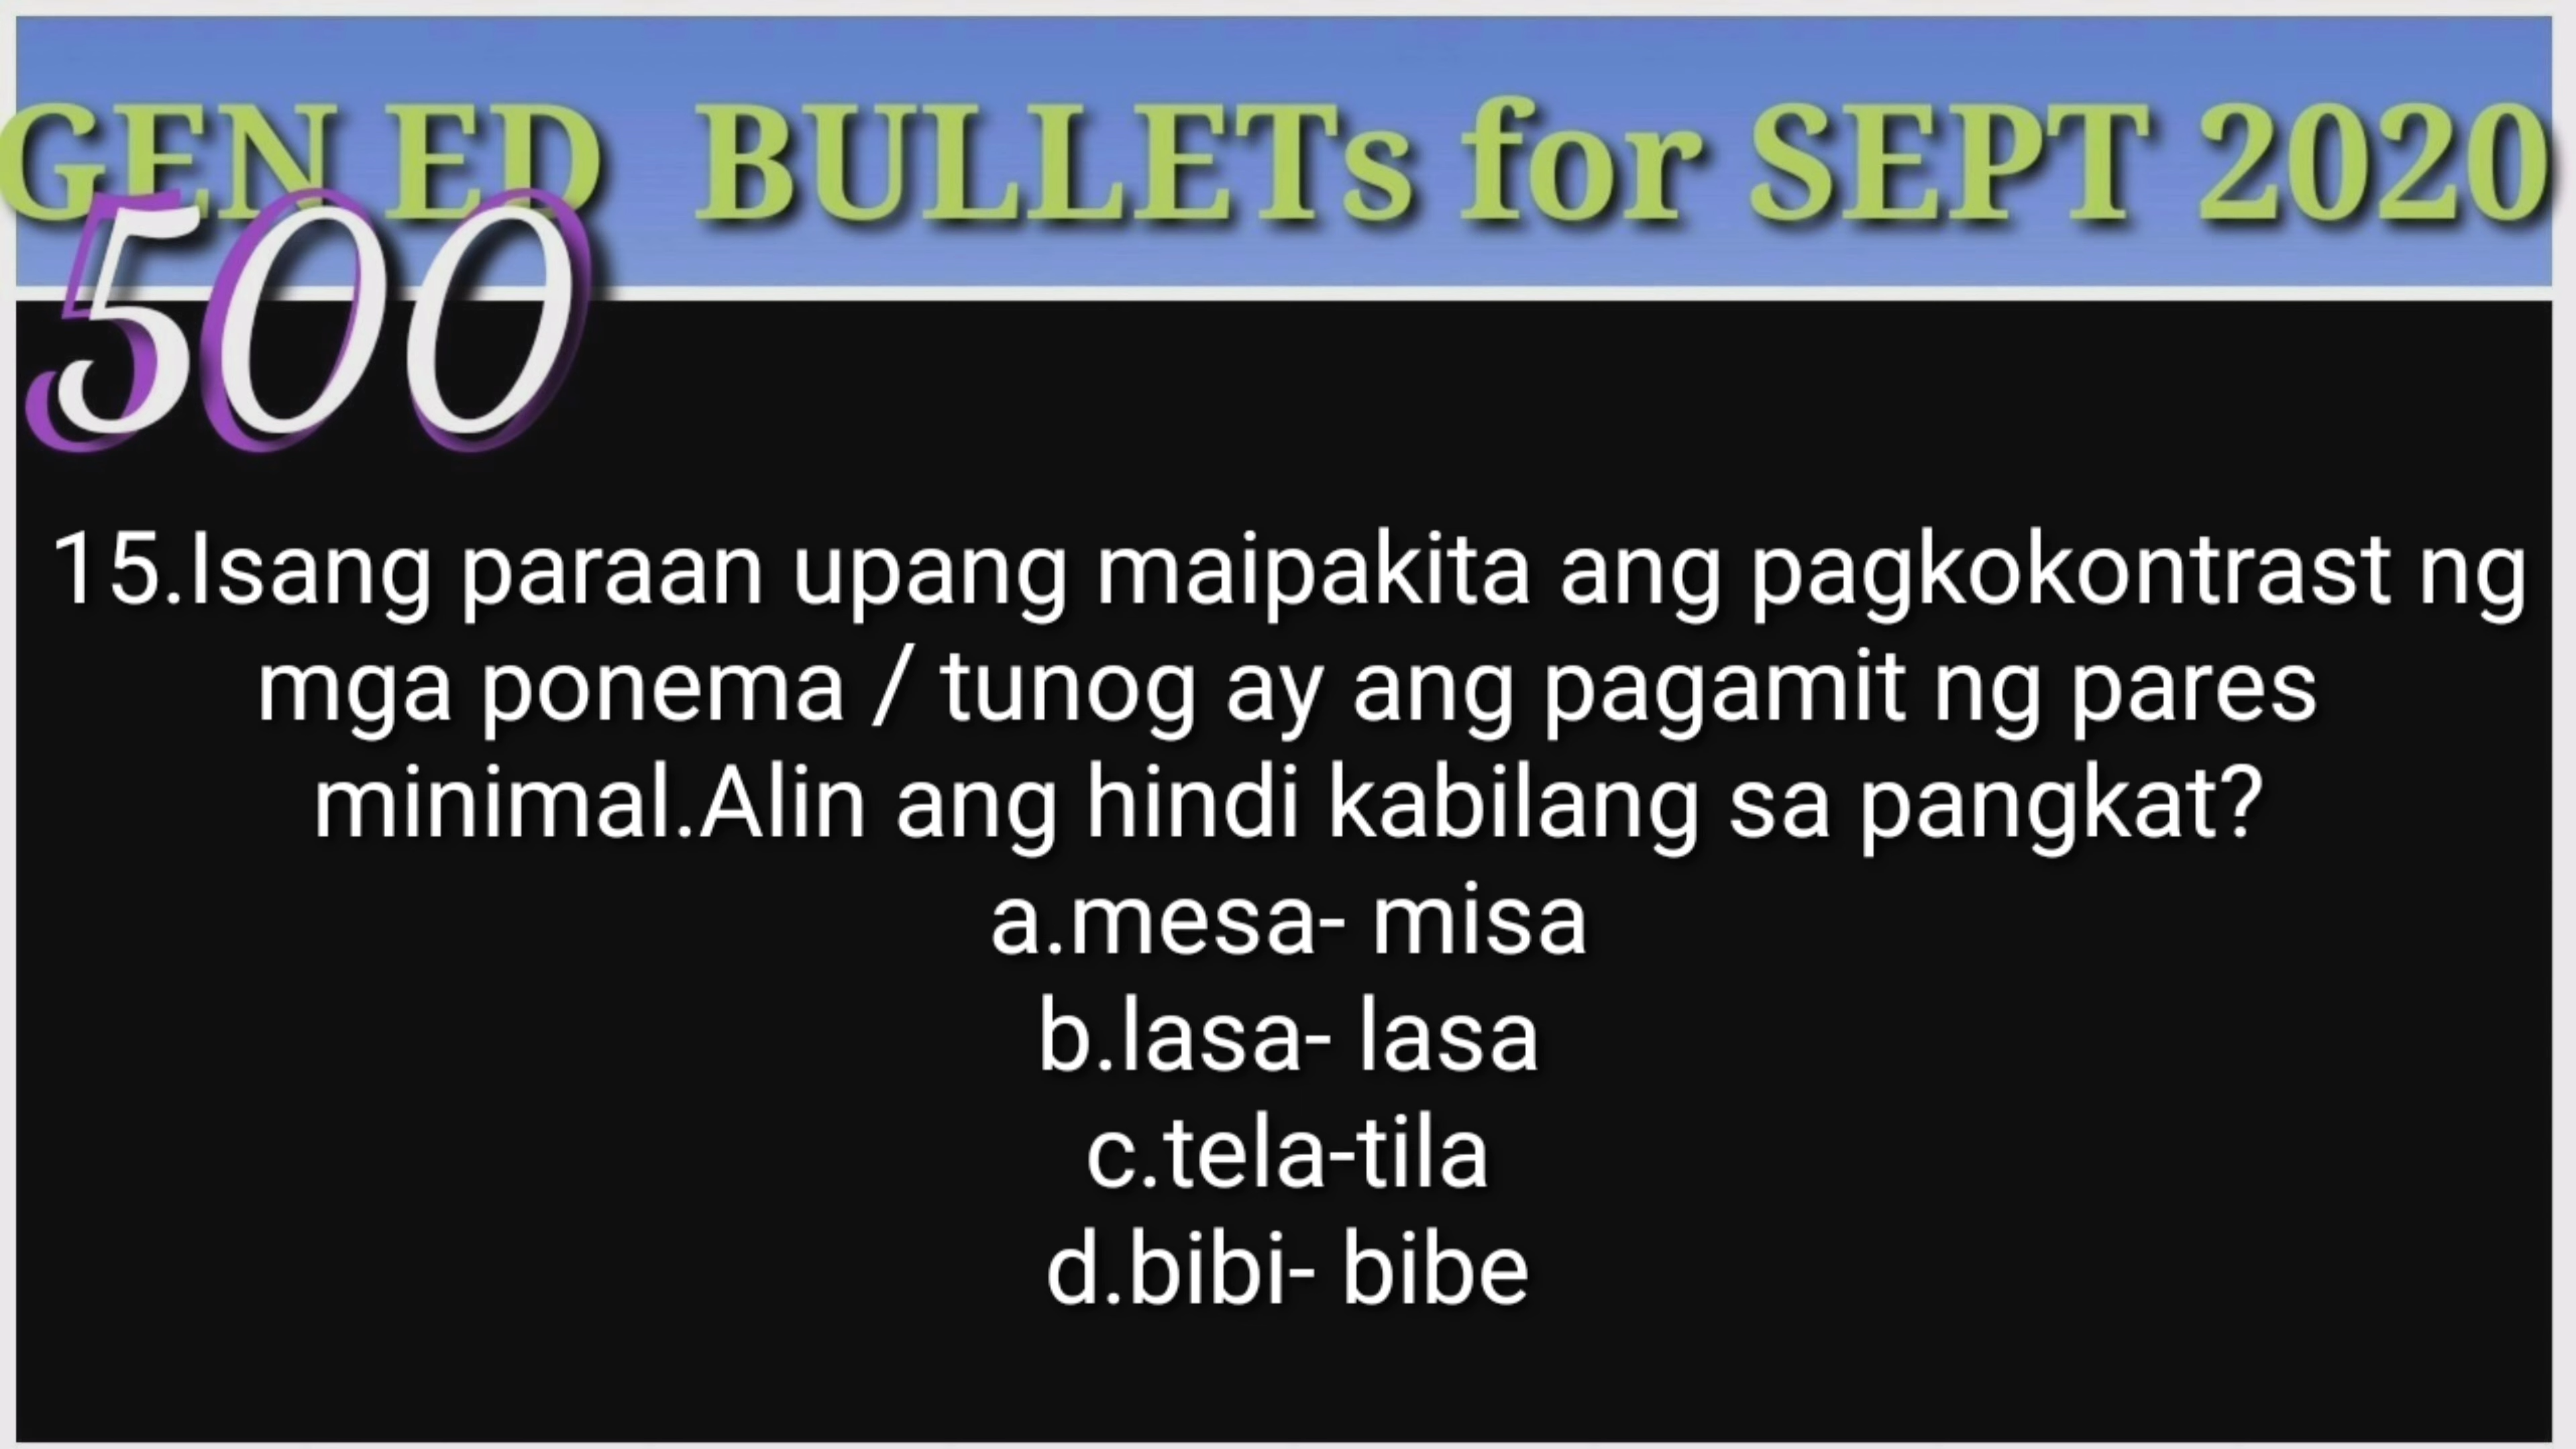 GEN ED BULLETs for SEPT 2020
500
15.Isang paraan upang maipakita ang pagkokontrast ng
mga ponema / tunog ay ang pagamit ng pares
minimal.Alin ang hindi kabilang sa pangkat?
a.mesa- misa
b.lasa- lasa
c.tela-tila
d.bibi- bibe